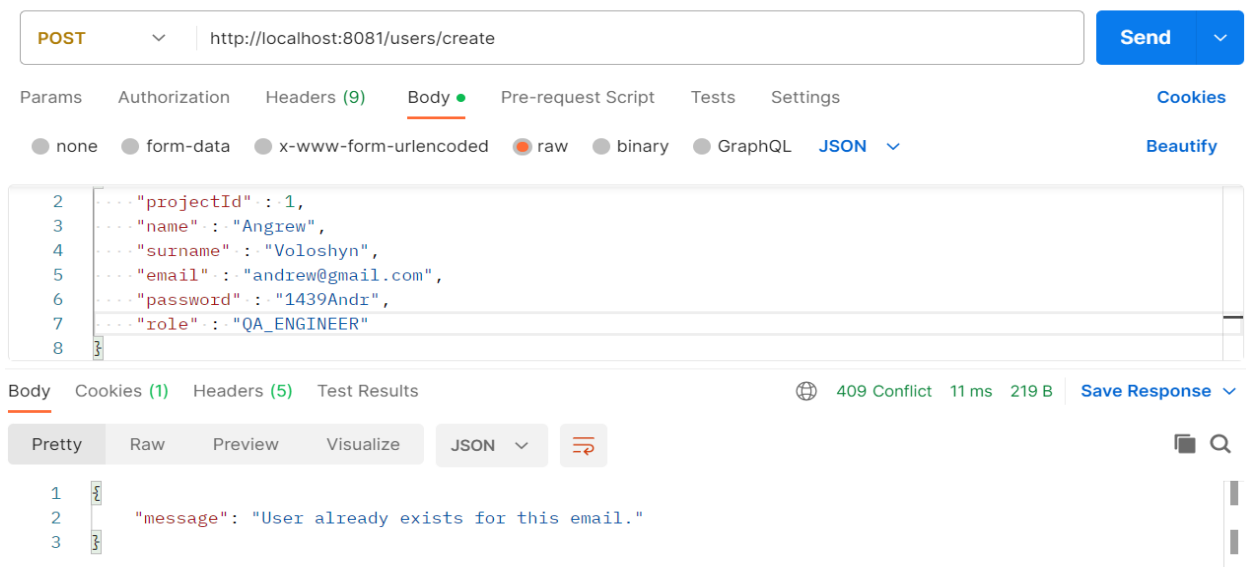 POST http://localhost:8081/users/create Send
Params Authorization Headers (9) Body Pre-request Script Tests Settings Cookies
none form-data x-www-form-urlencoded raw binary GraphQL JSON Beautify
2 "projectId" : 1,
3 "name" : "Angrew",
4 "surname" : "Voloshyn",
5 "email" : "andrew@gmail.com",
6 "password" : "1439Andr",
7 "role" : "QA_ENGINEER"
8 }
Body Cookies (1) Headers (5) Test Results 409 Conflict 11 ms 219 B Save Response
Pretty Raw Preview Visualize JSON
1 {
2 "message": "User already exists for this email."
3 }